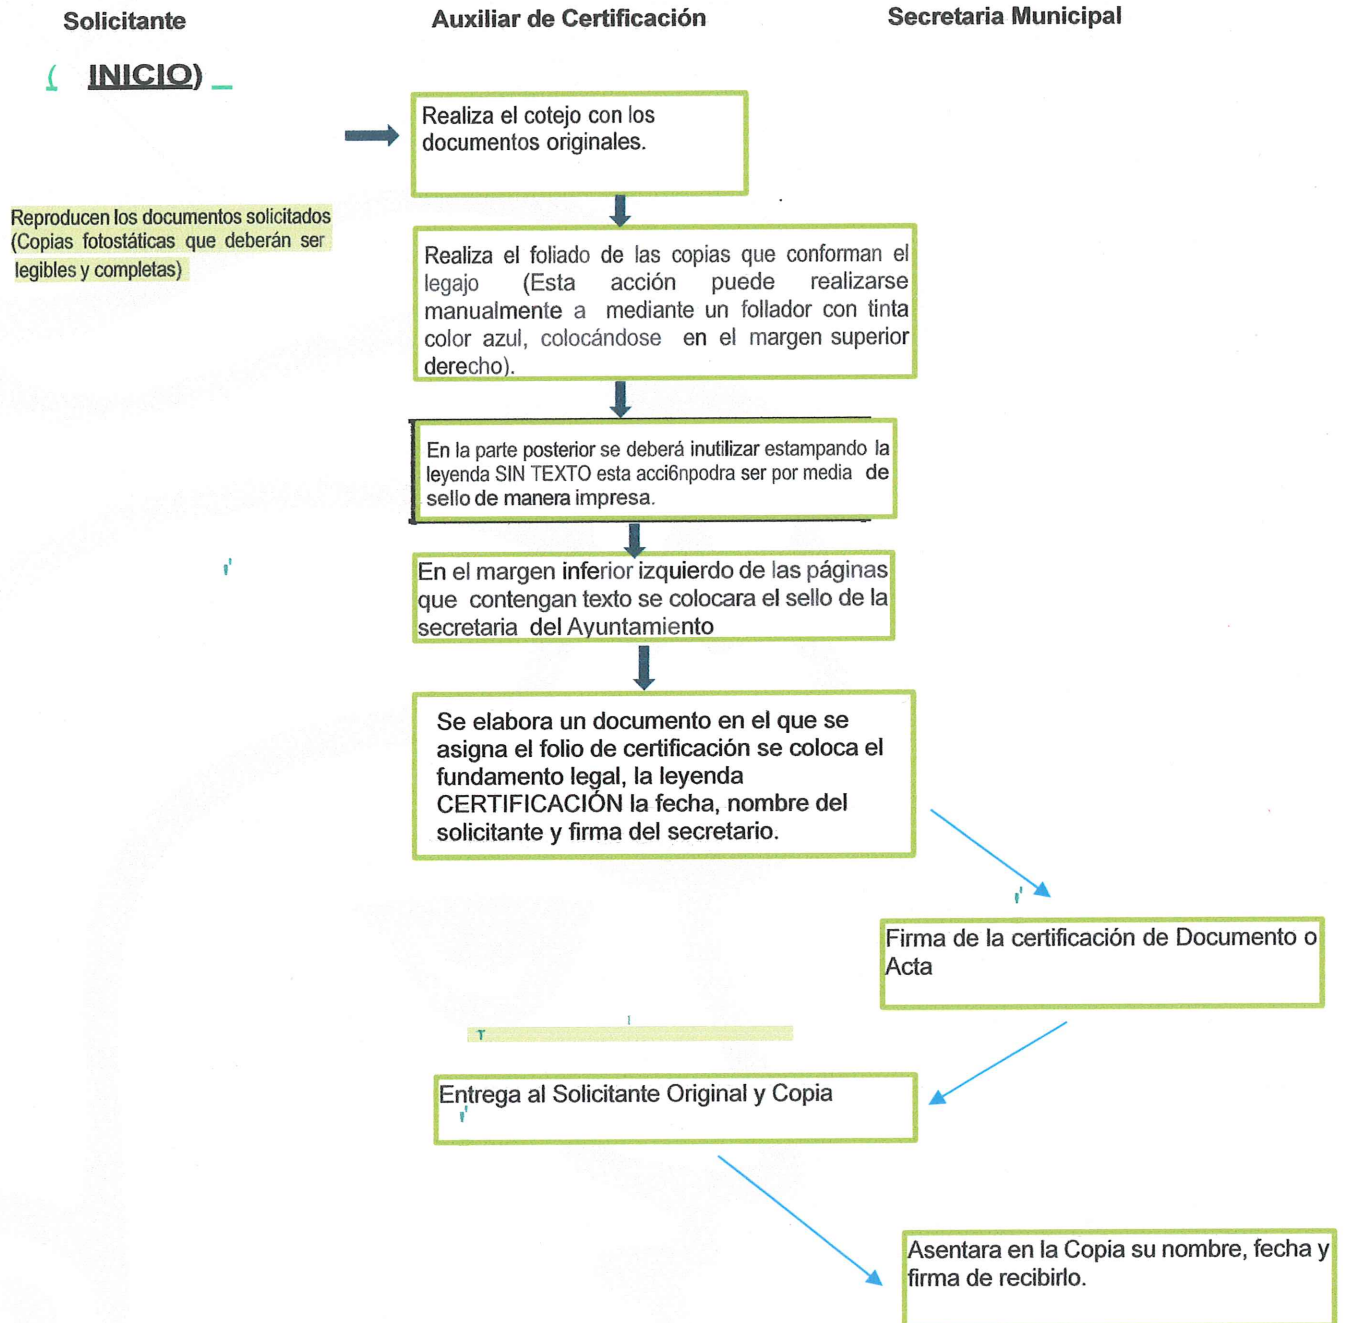 Solicitante
Auxiliar de Certificación
Secretaria Municipal
( INICIO)
Realiza el cotejo con los
documentos originales.
Reproducen los documentos solicitados
(Copias fotostáticas que deberán ser
legibles y completas)
Realiza el foliado de las copias que conforman el
legajo (Esta acción puede realizarse
manualmente a mediante un follador con tinta
color azul, colocándose en el margen superior
derecho).
En la parte posterior se deberá inutilizar estampando la
leyenda SIN TEXTO esta acci6npodra ser por media de
sello de manera impresa.
En el margen inferior izquierdo de las páginas
que contengan texto se colocara el sello de la
secretaria del Ayuntamiento
Se elabora un documento en el que se
asigna el folio de certificación se coloca el
fundamento legal, la leyenda
CERTIFICACIÓN la fecha, nombre del
solicitante y firma del secretario.
Firma de la certificación de Documento o
Acta
Entrega al Solicitante Original y Copia
Asentara en la Copia su nombre, fecha y
firma de recibirlo.